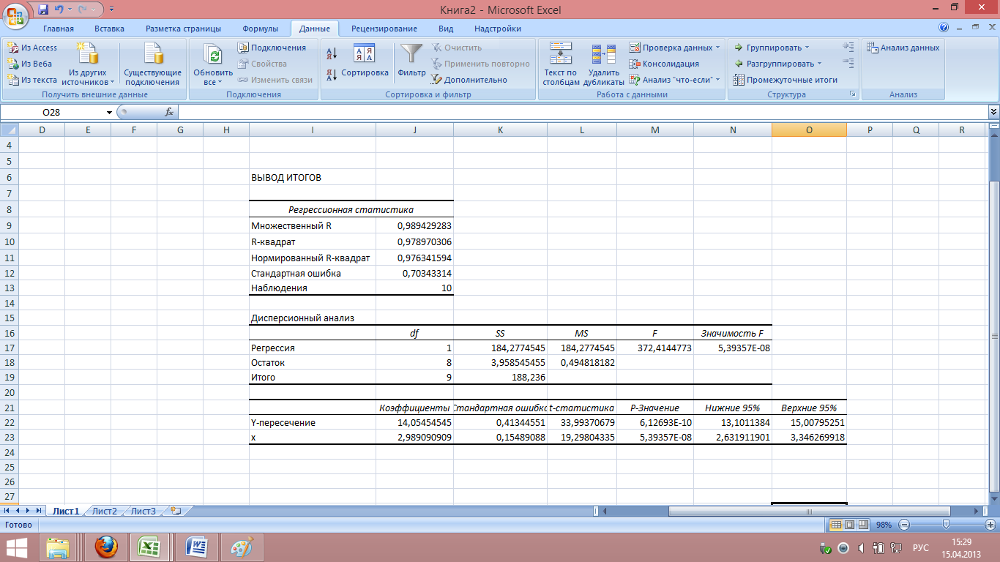 Книга2 - Microsoft Excel
Главная Вставка Разметка страницы Формулы Данные Рецензирование Вид Надстройки
Из Access
Из Веба
Из текста
Из других источников
Существующие подключения
Получить внешние данные
Обновить все
Подключения
Свойства
Изменить связи
Подключения
Сортировка
Фильтр
Очистить
Применить повторно
Дополнительно
Сортировка и фильтр
Текст по столбцам
Удалить дубликаты
Проверка данных
Консолидация
Анализ "что-если"
Работа с данными
Группировать
Разгруппировать
Промежуточные итоги
Структура
Анализ данных
Анализ
O28 fx
D E F G H I J K L M N O P Q R
4
5
6 ВЫВОД ИТОГОВ
7
8 Регрессионная статистика
9 Множественный R 0,989429283
10 R-квадрат 0,978970306
11 Нормированный R-квадрат 0,976341594
12 Стандартная ошибка 0,70343314
13 Наблюдения 10
14
15 Дисперсионный анализ
16 df SS MS F Значимость F
17 Регрессия 1 184,2774545 184,2774545 372,4144773 5,39357E-08
18 Остаток 8 3,958545455 0,494818182
19 Итого 9 188,236
20
21 Коэффициенты Стандартная ошибка t-статистика P-Значение Нижние 95% Верхние 95%
22 Y-пересечение 14,05454545 0,41344551 33,99370679 6,12693E-10 13,1011384 15,00795251
23 x 2,989090909 0,15489088 19,29804335 5,39357E-08 2,631911901 3,346269918
24
25
26
27
Лист1 Лист2 Лист3
Готово 98%
РУС 15:29
15.04.2013